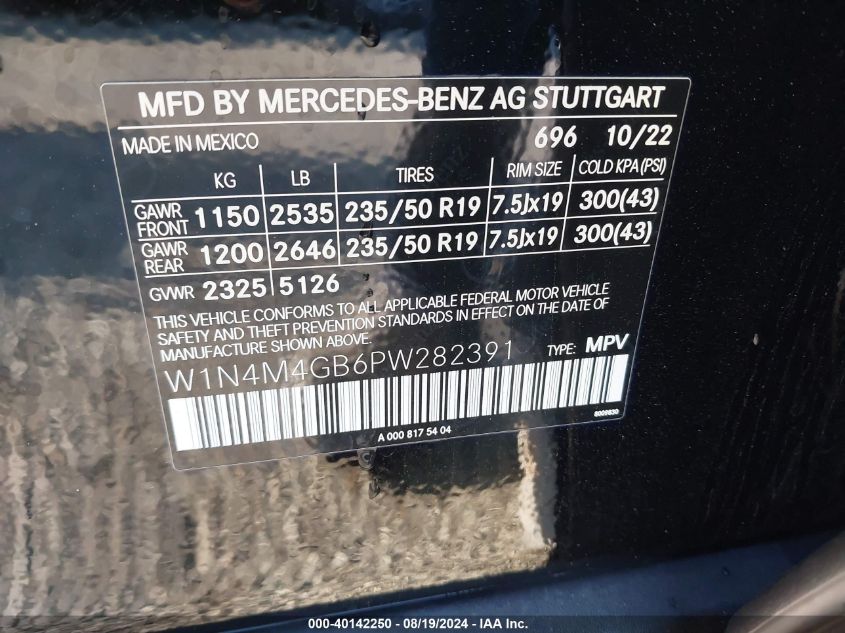 MFD BY MERCEDES-BENZ AG STUTTGART
MADE IN MEXICO 696 10/22
KG LB TIRES RIM SIZE COLD KPA(PSI)
GAWR FRONT 1150 2535 235/50 R19 7.5Jx19 300(43)
GAWR REAR 1200 2646 235/50 R19 7.5Jx19 300(43)
GVWR 2325 5126
THIS VEHICLE CONFORMS TO ALL APPLICABLE FEDERAL MOTOR VEHICLE
SAFETY AND THEFT PREVENTION STANDARDS IN EFFECT ON THE DATE OF
MANUFACTURE SHOWN ABOVE.
W1N4M4GB6PW282391 TYPE: MPV
A 000 817 54 04
000-40142250 - 08/19/2024 - IAA Inc.